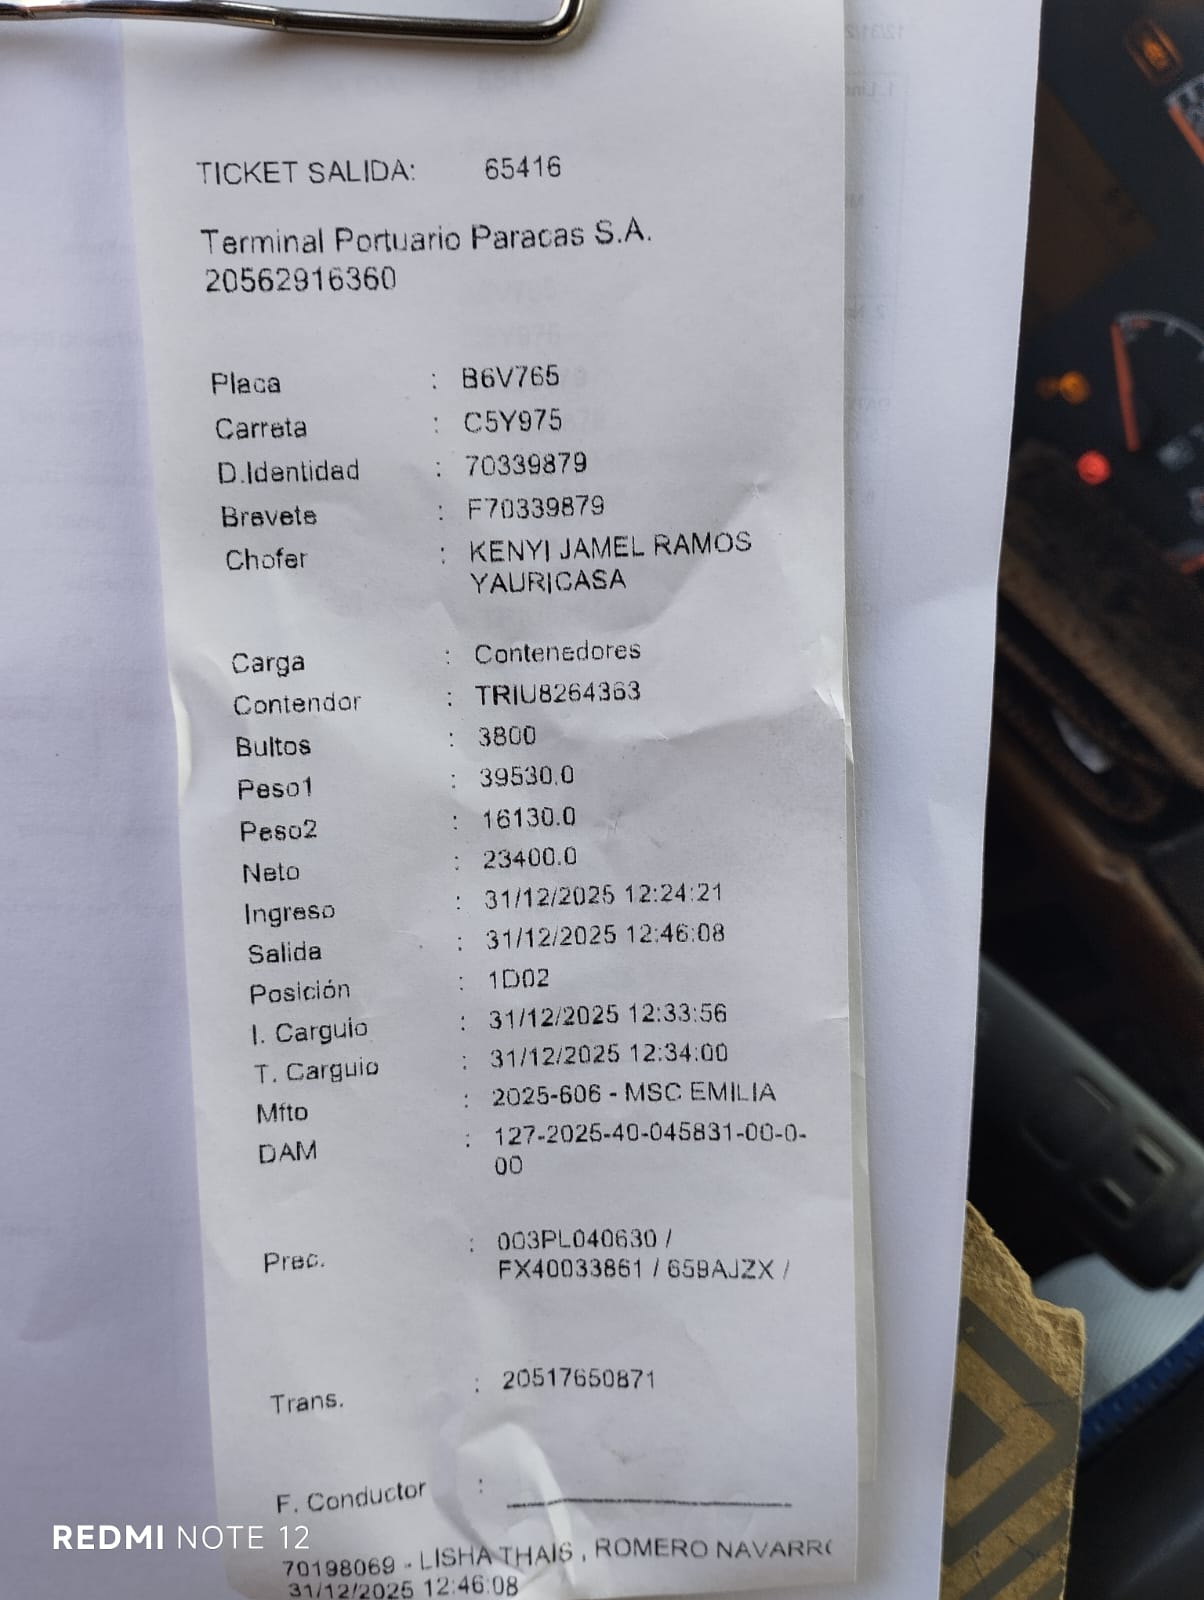 TICKET SALIDA: 65416
Terminal Portuario Paracas S.A.
20562916360
Placa : B6V765
Carreta : C5Y975
D.Identidad : 70339879
Brevete : F70339879
Chofer : KENYI JAMEL RAMOS
YAURICASA
Carga : Contenedores
Contendor : TRIU8264363
Bultos : 3800
Peso1 : 39530.0
Peso2 : 16130.0
Neto : 23400.0
Ingreso : 31/12/2025 12:24:21
Salida : 31/12/2025 12:46:08
Posición : 1D02
I. Carguio : 31/12/2025 12:33:56
T. Carguio : 31/12/2025 12:34:00
Mfto : 2025-606 - MSC EMILIA
DAM : 127-2025-40-045831-00-0-
00
Prec. : 003PL040630 /
FX40033861 / 65BAJZX /
Trans. : 20517650871
F. Conductor :
70198069 - LISHA THAIS , ROMERO NAVARRO
31/12/2025 12:46:08
REDMI NOTE 12